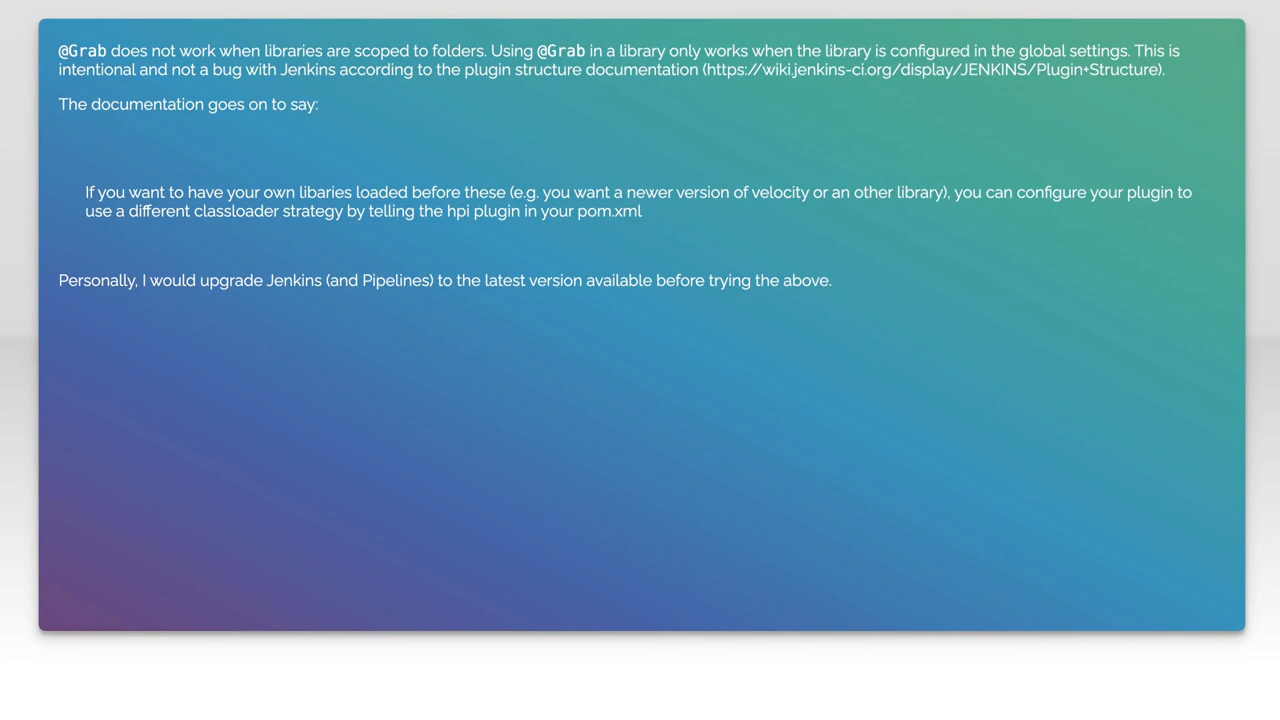 @Grab does not work when libraries are scoped to folders. Using @Grab in a library only works when the library is configured in the global settings. This is
intentional and not a bug with Jenkins according to the plugin structure documentation (https://wiki.jenkins-ci.org/display/JENKINS/Plugin+Structure).
The documentation goes on to say:
If you want to have your own libaries loaded before these (e.g. you want a newer version of velocity or an other library), you can configure your plugin to
use a different classloader strategy by telling the hpi plugin in your pom.xml
Personally, I would upgrade Jenkins (and Pipelines) to the latest version available before trying the above.